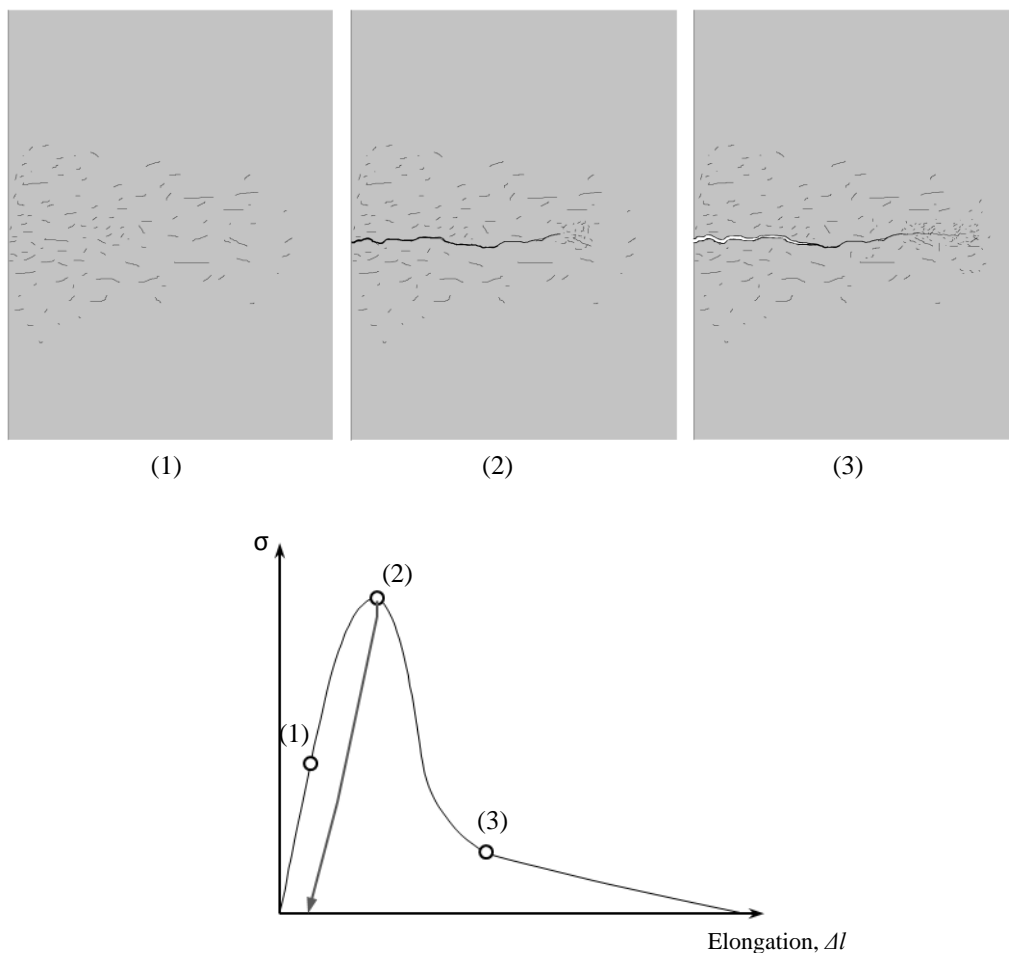 (1) (2) (3)
σ
(2)
(1)
(3)
Elongation, Δl